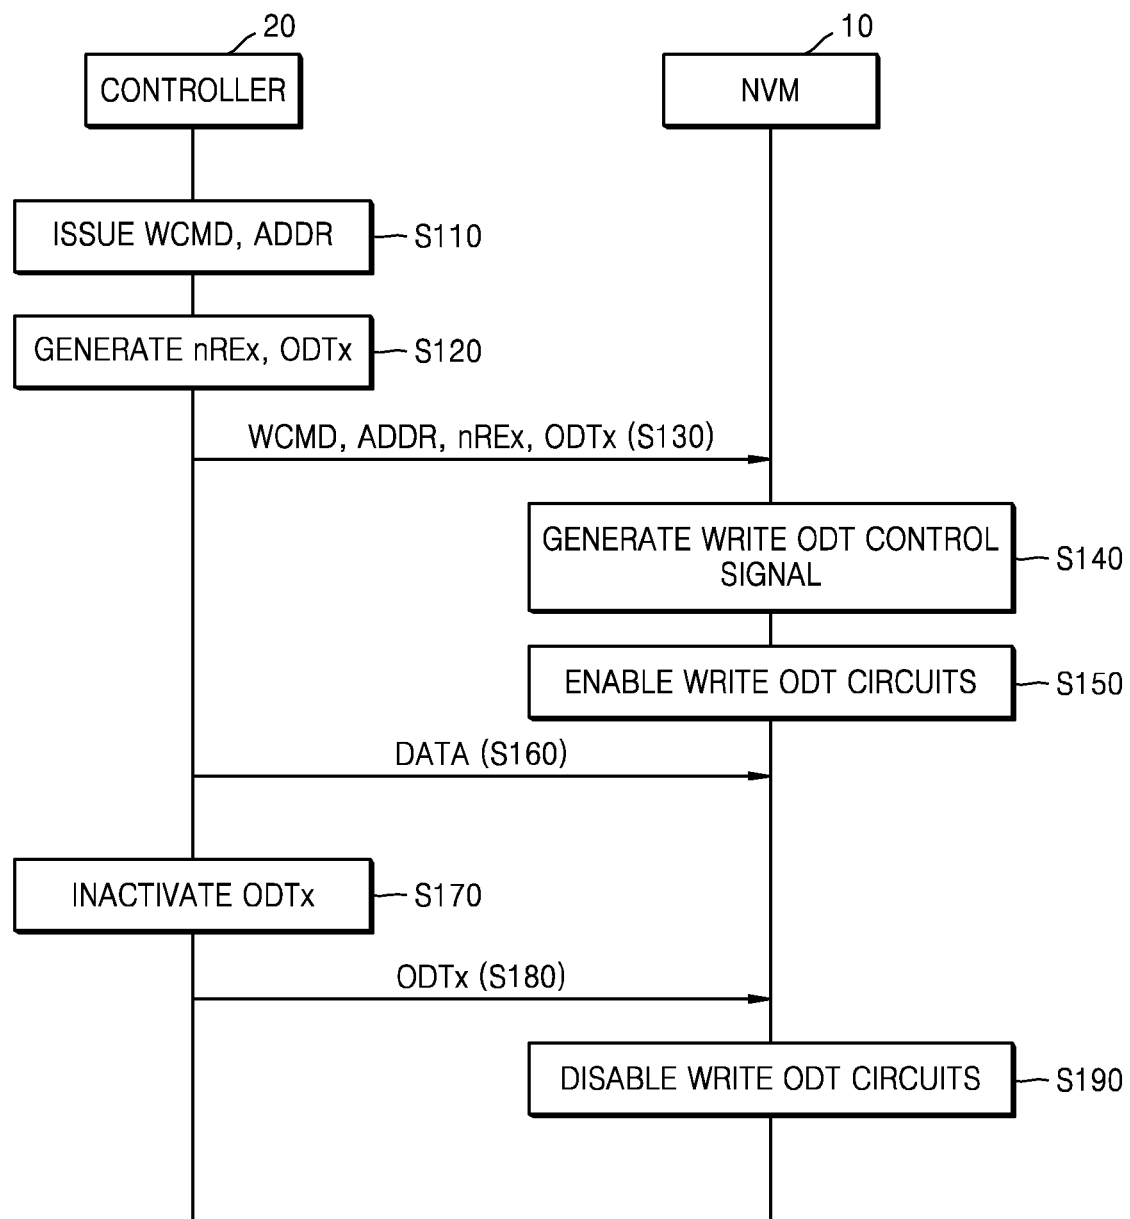 20
10
CONTROLLER
NVM
ISSUE WCMD, ADDR
S110
GENERATE nREx, ODTx
S120
WCMD, ADDR, nREx, ODTx (S130)
GENERATE WRITE ODT CONTROL
SIGNAL
S140
ENABLE WRITE ODT CIRCUITS
S150
DATA (S160)
INACTIVATE ODTx
S170
ODTx (S180)
DISABLE WRITE ODT CIRCUITS
S190